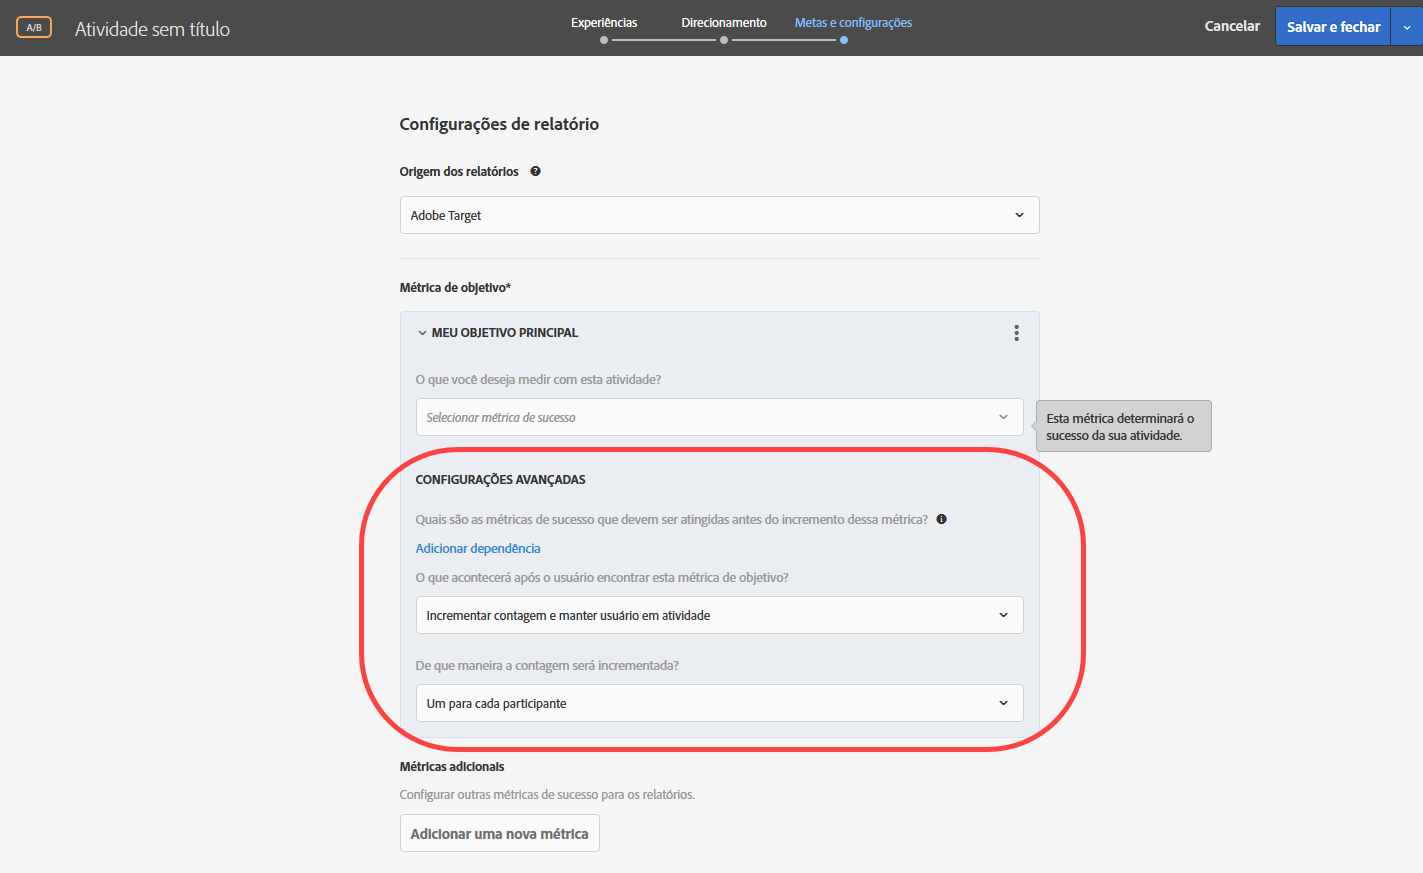 A/B
Atividade sem título
Experiências
Direcionamento
Metas e configurações
Cancelar
Salvar e fechar
Configurações de relatório
Origem dos relatórios
Adobe Target
Métrica de objetivo*
MEU OBJETIVO PRINCIPAL
O que você deseja medir com esta atividade?
Selecionar métrica de sucesso
Esta métrica determinará o
sucesso da sua atividade.
CONFIGURAÇÕES AVANÇADAS
Quais são as métricas de sucesso que devem ser atingidas antes do incremento dessa métrica?
Adicionar dependência
O que acontecerá após o usuário encontrar esta métrica de objetivo?
Incrementar contagem e manter usuário em atividade
De que maneira a contagem será incrementada?
Um para cada participante
Métricas adicionais
Configurar outras métricas de sucesso para os relatórios.
Adicionar uma nova métrica